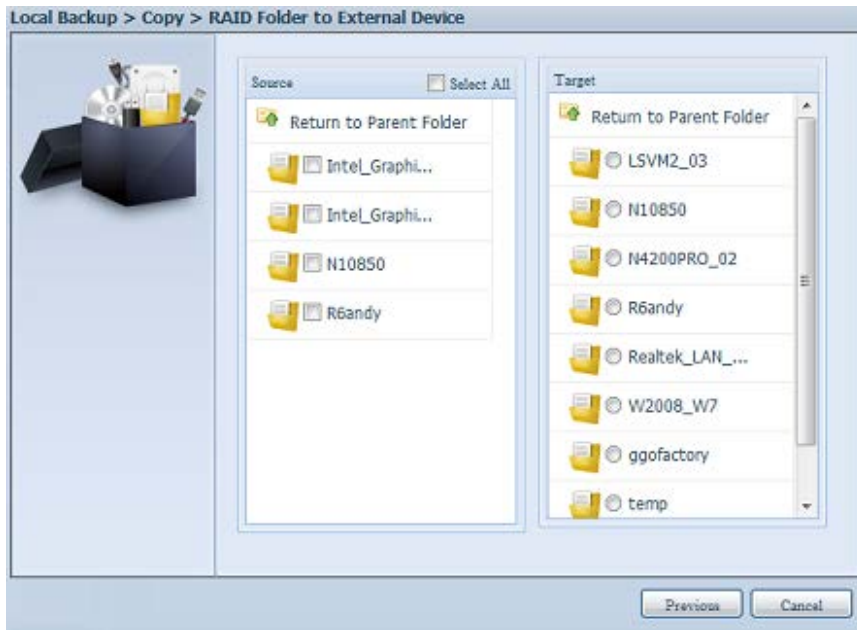 Local Backup > Copy > RAID Folder to External Device
Source
Select All
Return to Parent Folder
Intel_Graphi...
Intel_Graphi...
N10850
R6andy
Target
Return to Parent Folder
LSVM2_03
N10850
N4200PRO_02
R6andy
Realtek_LAN_...
W2008_W7
ggofactory
temp
Previous
Cancel